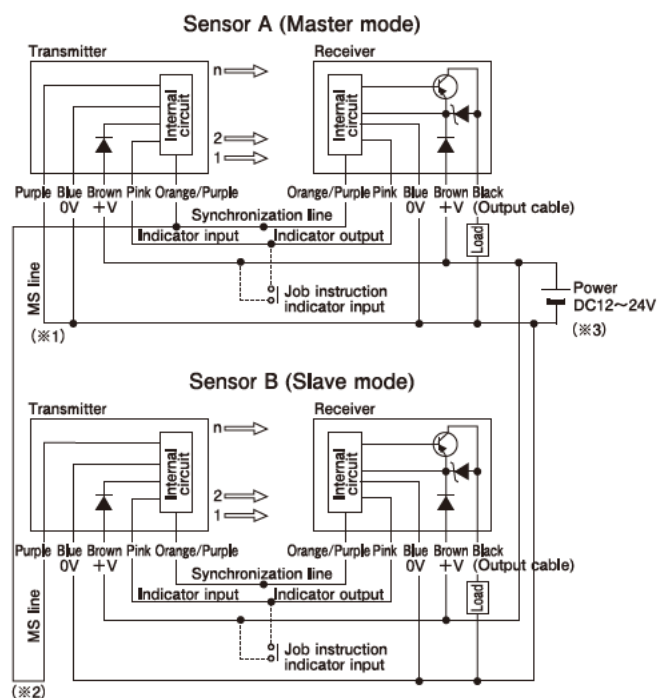 Sensor A (Master mode)
Transmitter
Receiver
n
Internal circuit
2
1
Internal circuit
Purple Blue Brown Pink Orange/Purple
Orange/Purple Pink Blue Brown Black
0V +V
0V +V (Output cable)
Synchronization line
Indicator input
Indicator output
Load
MS line
Job instruction
indicator input
Power
DC12～24V
(※1)
(※3)
Sensor B (Slave mode)
Transmitter
Receiver
n
Internal circuit
2
1
Internal circuit
Purple Blue Brown Pink Orange/Purple
Orange/Purple Pink Blue Brown Black
0V +V
0V +V (Output cable)
Synchronization line
Indicator input
Indicator output
Load
MS line
Job instruction
indicator input
(※2)